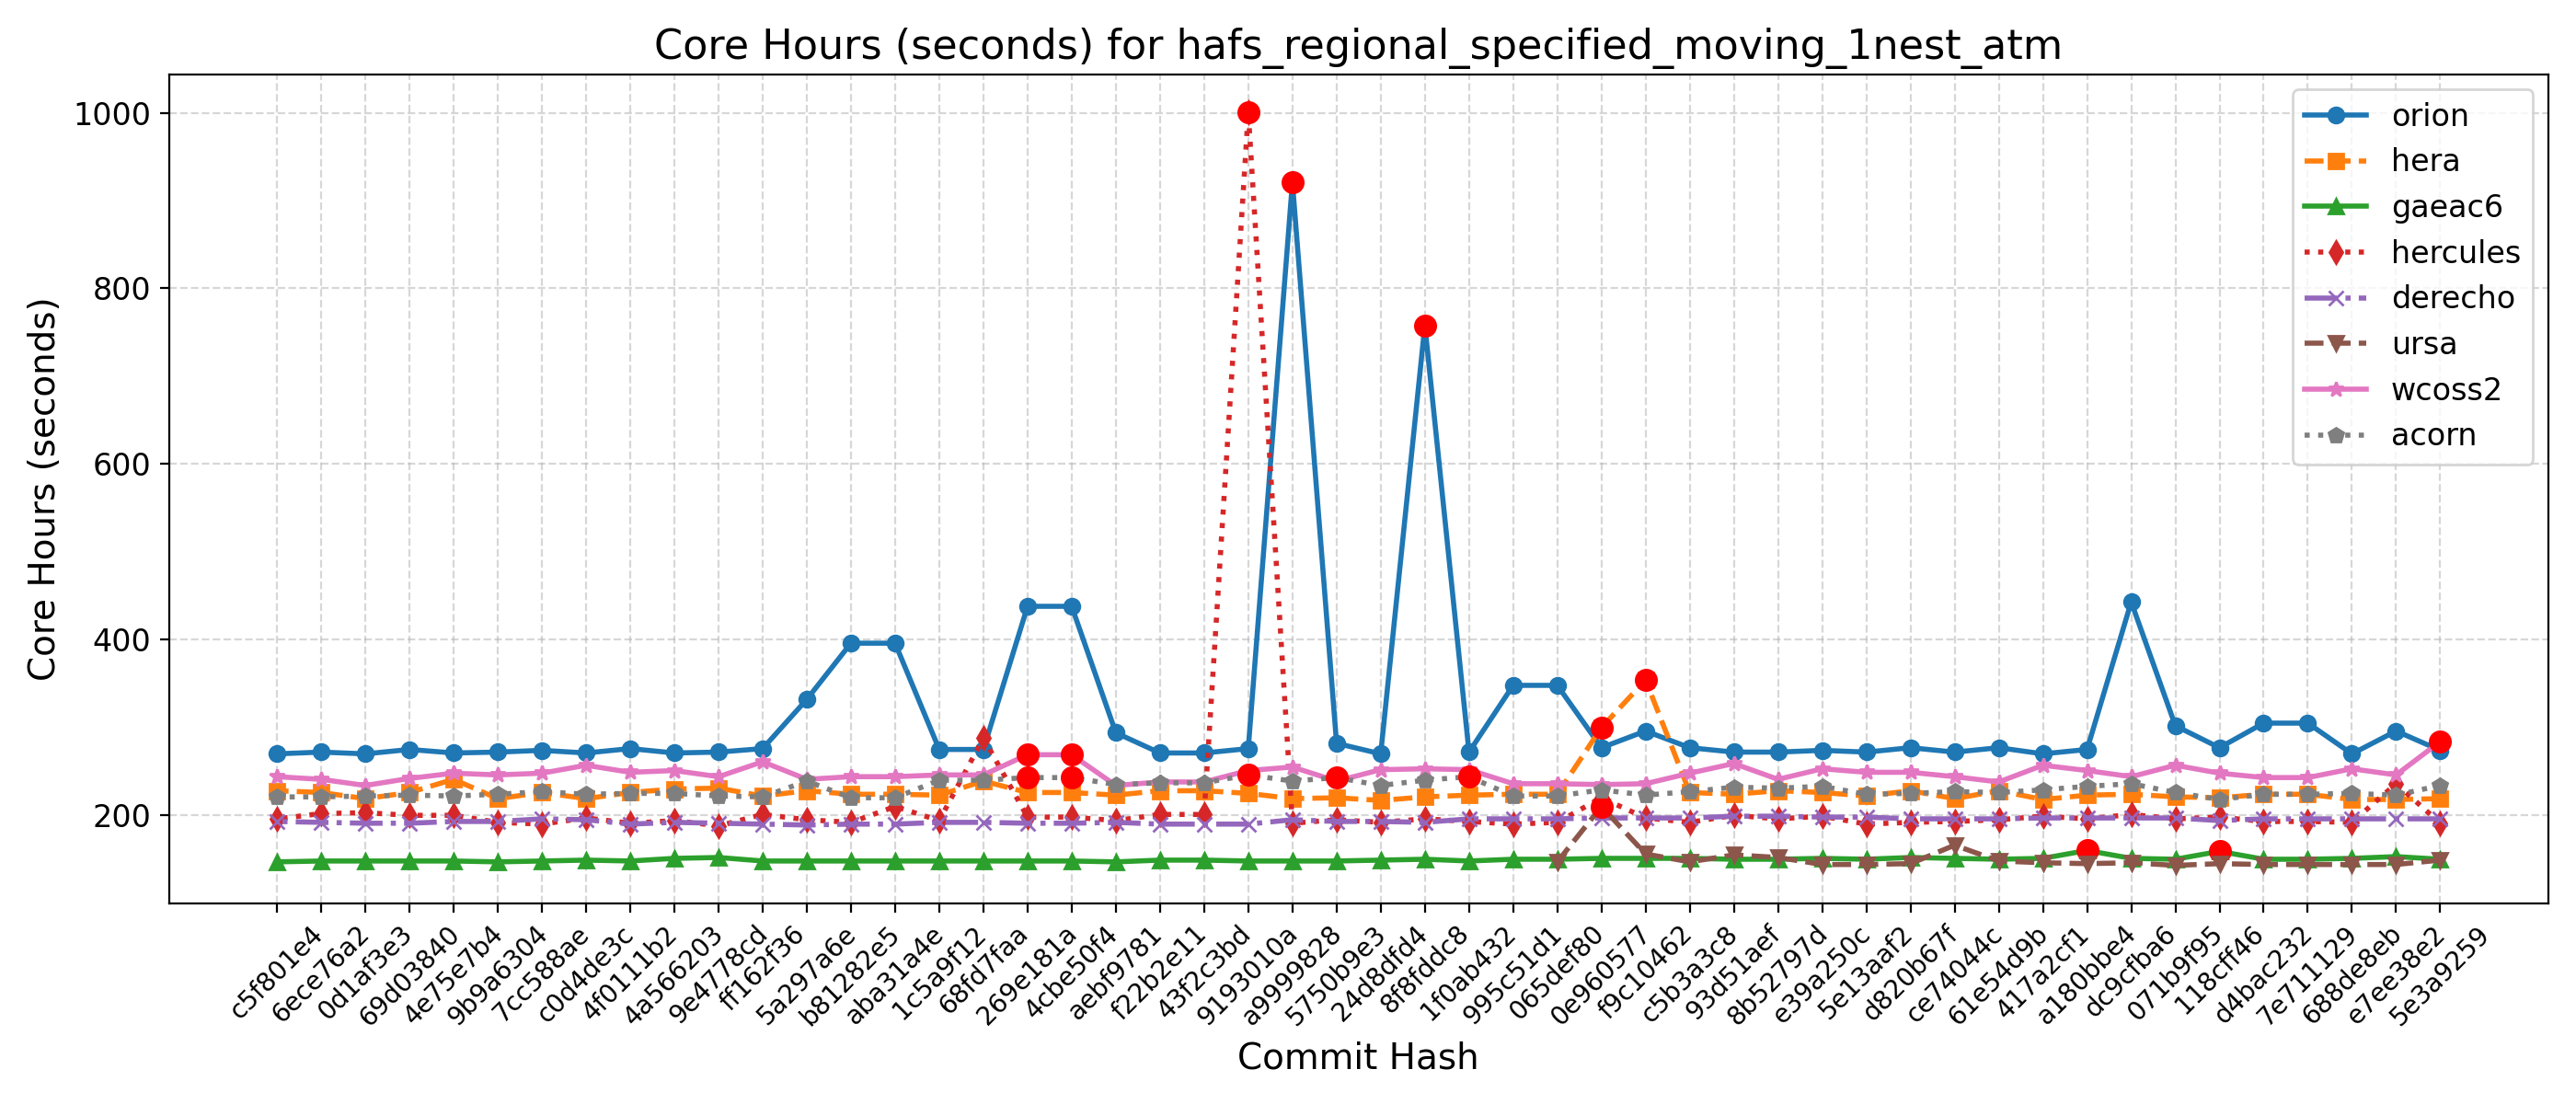 Core Hours (seconds) for hafs_regional_specified_moving_1nest_atm
Core Hours (seconds)
1000
800
600
400
200
orion
hera
gaeac6
hercules
derecho
ursa
wcoss2
acorn
c5f801e4
6ece76a2
0d1af3e3
69d03840
4e75e7b4
9b9a6304
7cc588ae
c0d4de3c
4f0111b2
4a566203
9e4778cd
ff162f36
5a297a6e
b81282e5
aba31a4e
1c5a9f12
68fd7faa
269e181a
4cbe50f4
aebf9781
f22b2e11
43f2c3bd
9193010a
a9999828
5750b9e3
24d8dfd4
8f8fddc8
1f0ab432
995c51d1
065def80
0e960577
f9c10462
c5b3a3c8
93d51aef
8b52797d
e39a250c
5e13aaf2
d820b67f
ce74044c
61e54d9b
417a2cf1
a180bbe4
dc9cfba6
071b9f95
118cff46
d4bac232
7e711129
688de8eb
e7ee38e2
5e3a9259
Commit Hash